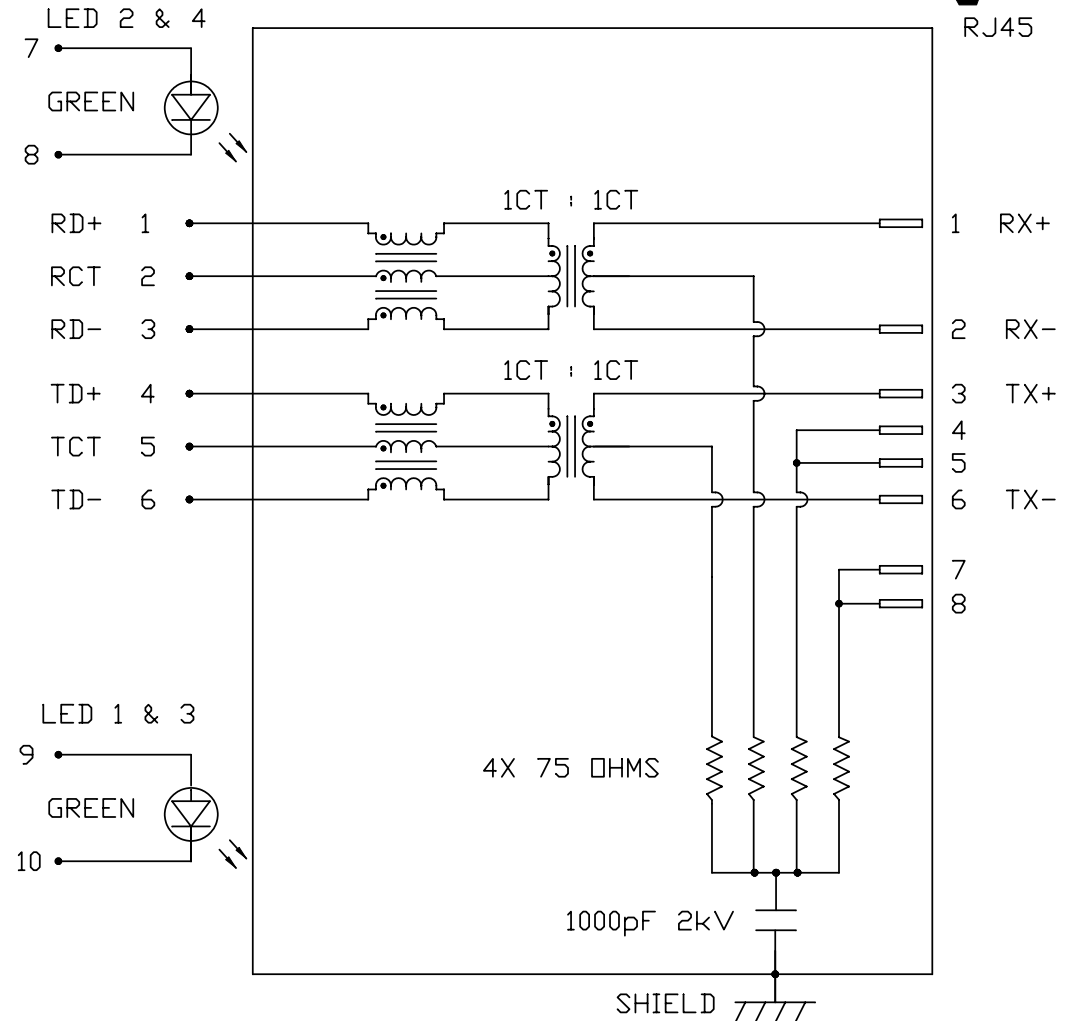 LED 2 & 4
RJ45
7
GREEN
8
1CT : 1CT
RD+ 1
1 RX+
RCT 2
RD- 3
2 RX-
1CT : 1CT
TD+ 4
3 TX+
4
TCT 5
5
TD- 6
6 TX-
7
8
LED 1 & 3
9
4X 75 OHMS
GREEN
10
1000pF 2kV
SHIELD